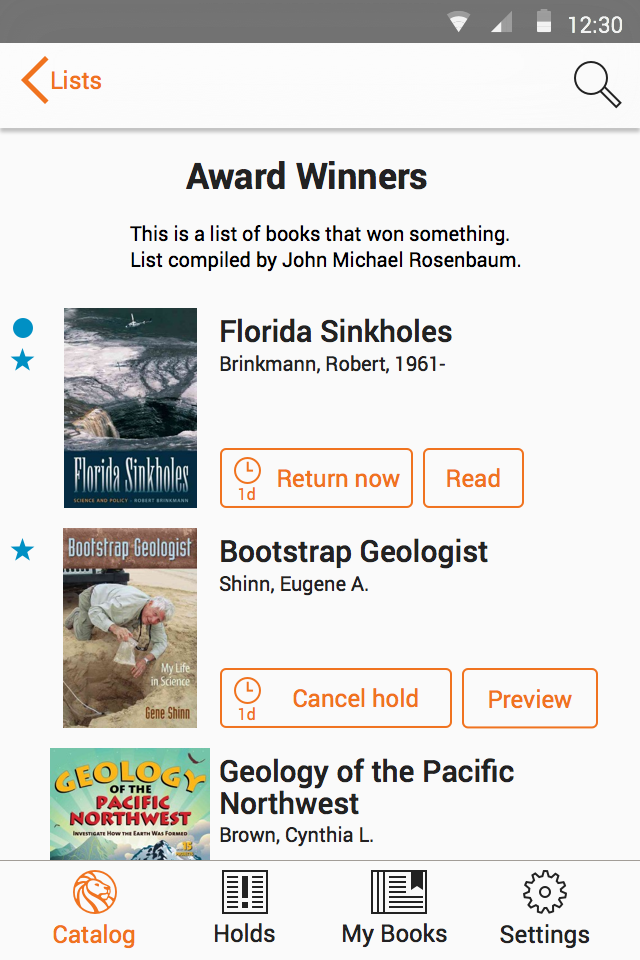 12:30
Lists
Award Winners
This is a list of books that won something.
List compiled by John Michael Rosenbaum.
Florida Sinkholes
Brinkmann, Robert, 1961-
Florida Sinkholes
SCIENCE AND POLICY - ROBERT BRINKMANN
1d
Return now
Read
Bootstrap Geologist
Bootstrap Geologist
Shinn, Eugene A.
My Life
in Science
Gene Shinn
1d
Cancel hold
Preview
GEOLOGY
OF THE
PACIFIC
NORTHWEST
INVESTIGATE HOW THE EARTH WAS FORMED
15
Geology of the Pacific
Northwest
Brown, Cynthia L.
Catalog
Holds
My Books
Settings